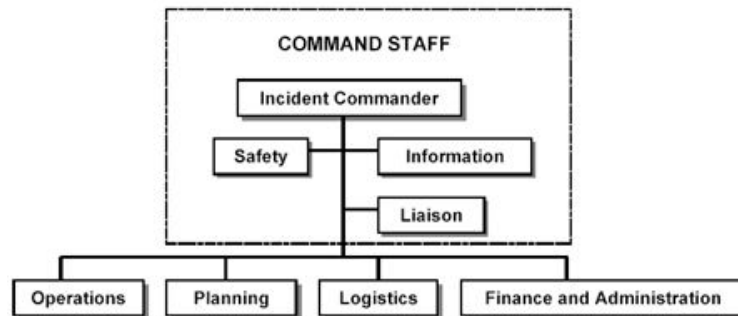 COMMAND STAFF
Incident Commander
Safety
Information
Liaison
Operations
Planning
Logistics
Finance and Administration